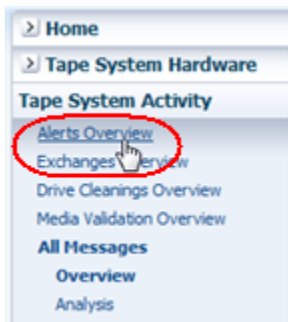 Home
Tape System Hardware
Tape System Activity
Alerts Overview
Exchanges Overview
Drive Cleanings Overview
Media Validation Overview
All Messages
Overview
Analysis